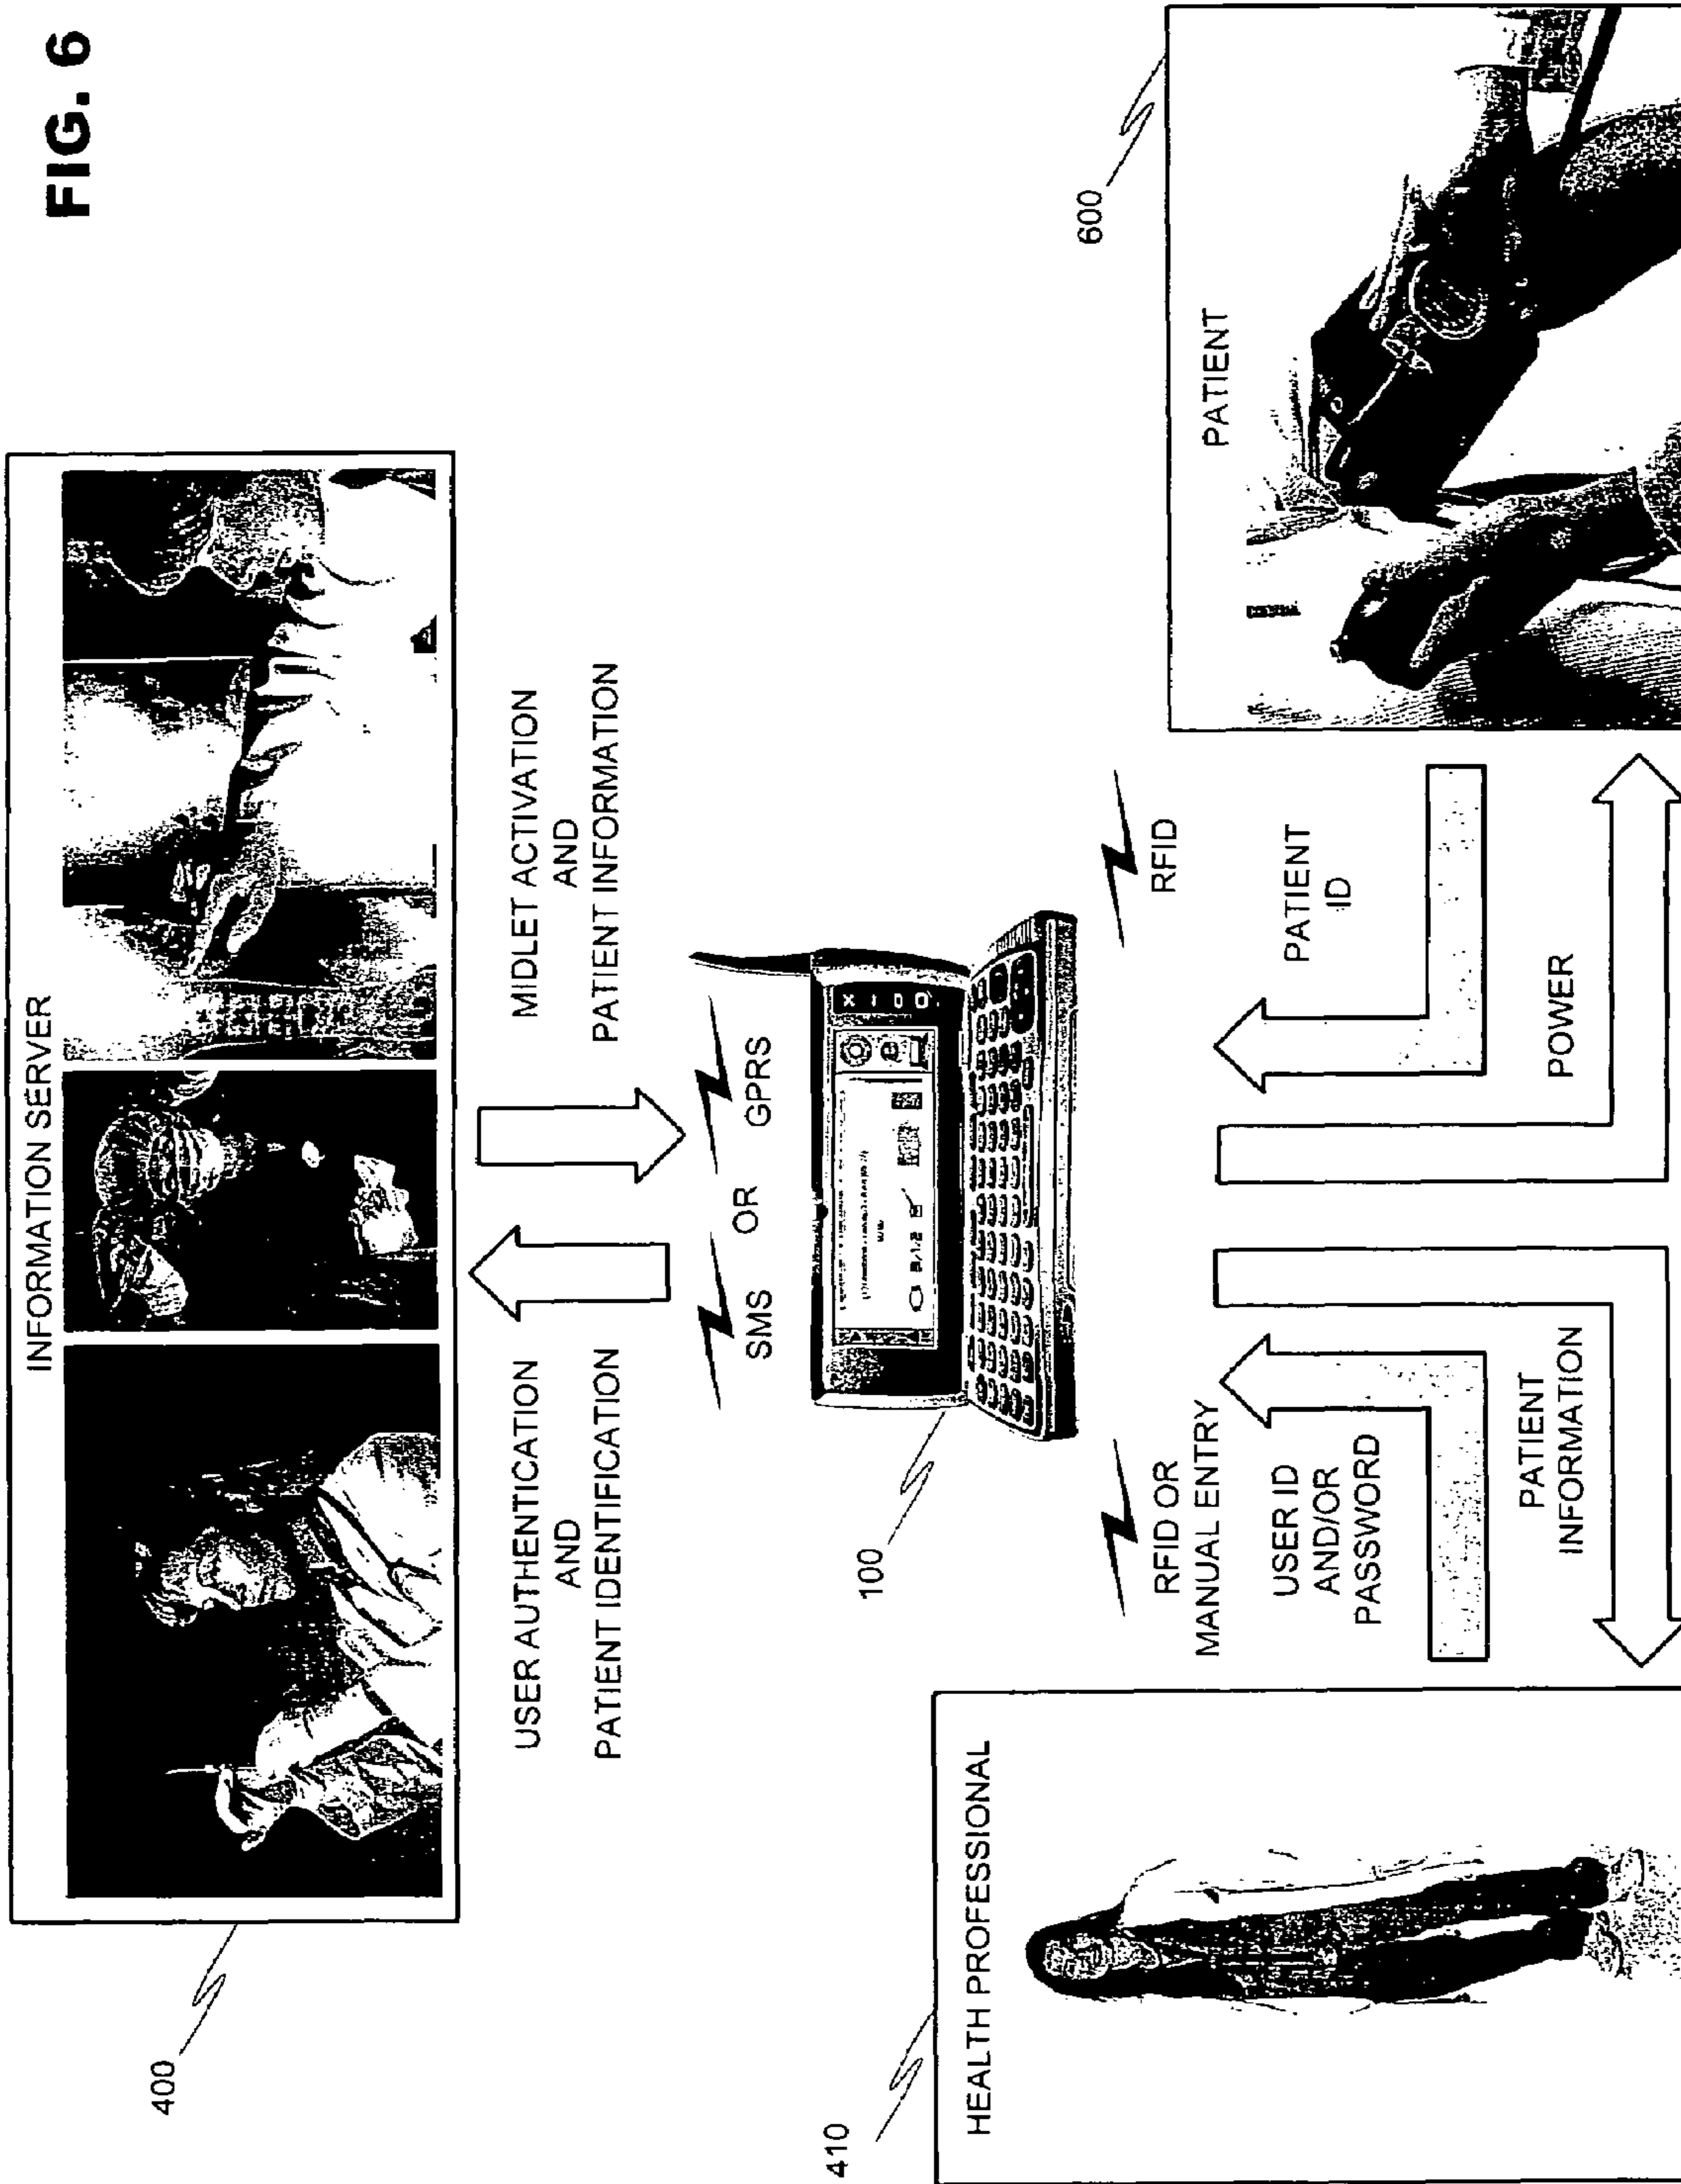 FIG. 6
INFORMATION SERVER
400
USER AUTHENTICATION
AND
PATIENT IDENTIFICATION
MIDLET ACTIVATION
AND
PATIENT INFORMATION
SMS OR GPRS
100
X100
410
HEALTH PROFESSIONAL
RFID OR
MANUAL ENTRY
USER ID
AND/OR
PASSWORD
PATIENT
INFORMATION
RFID
PATIENT
ID
POWER
600
PATIENT